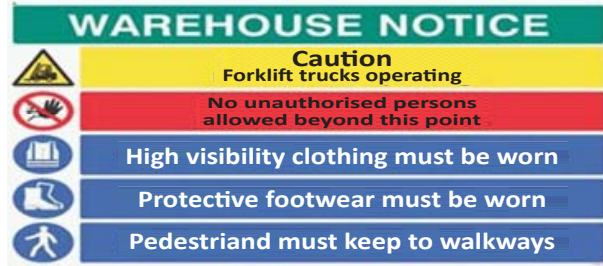 WAREHOUSE NOTICE
Caution
Forklift trucks operating
No unauthorised persons
allowed beyond this point
High visibility clothing must be worn
Protective footwear must be worn
Pedestriand must keep to walkways